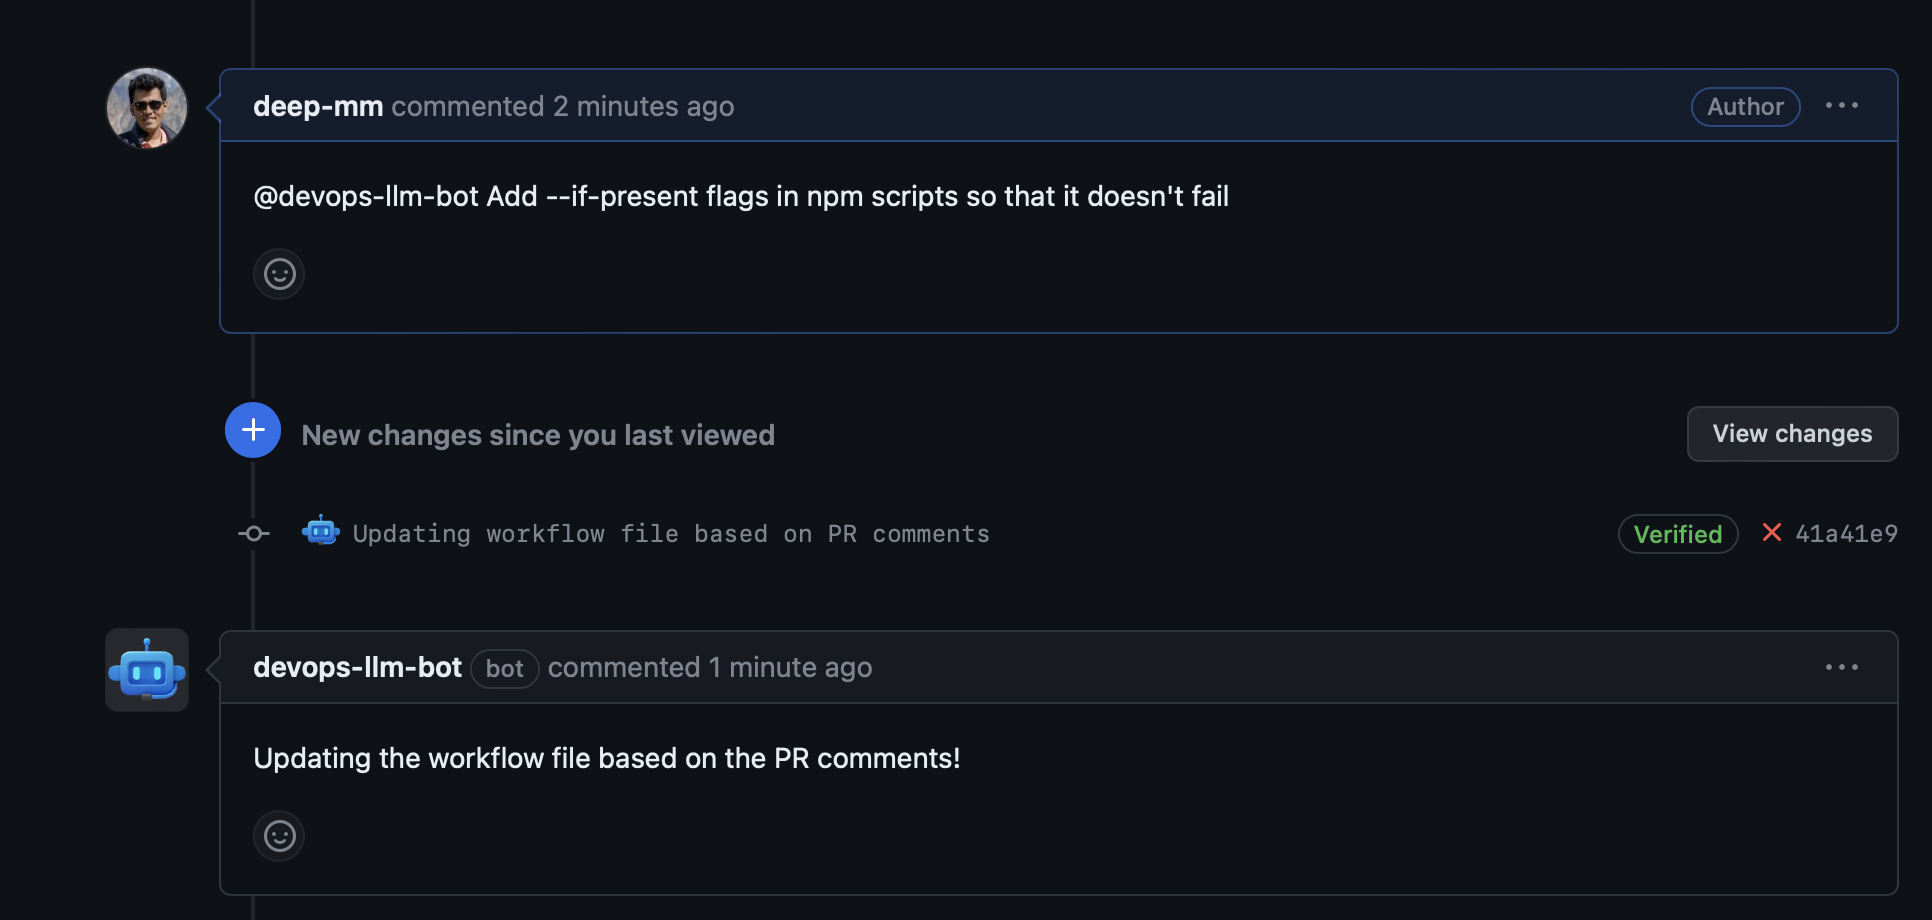 deep-mm commented 2 minutes ago Author
@devops-llm-bot Add --if-present flags in npm scripts so that it doesn't fail
New changes since you last viewed View changes
Updating workflow file based on PR comments Verified 41a41e9
devops-llm-bot bot commented 1 minute ago
Updating the workflow file based on the PR comments!